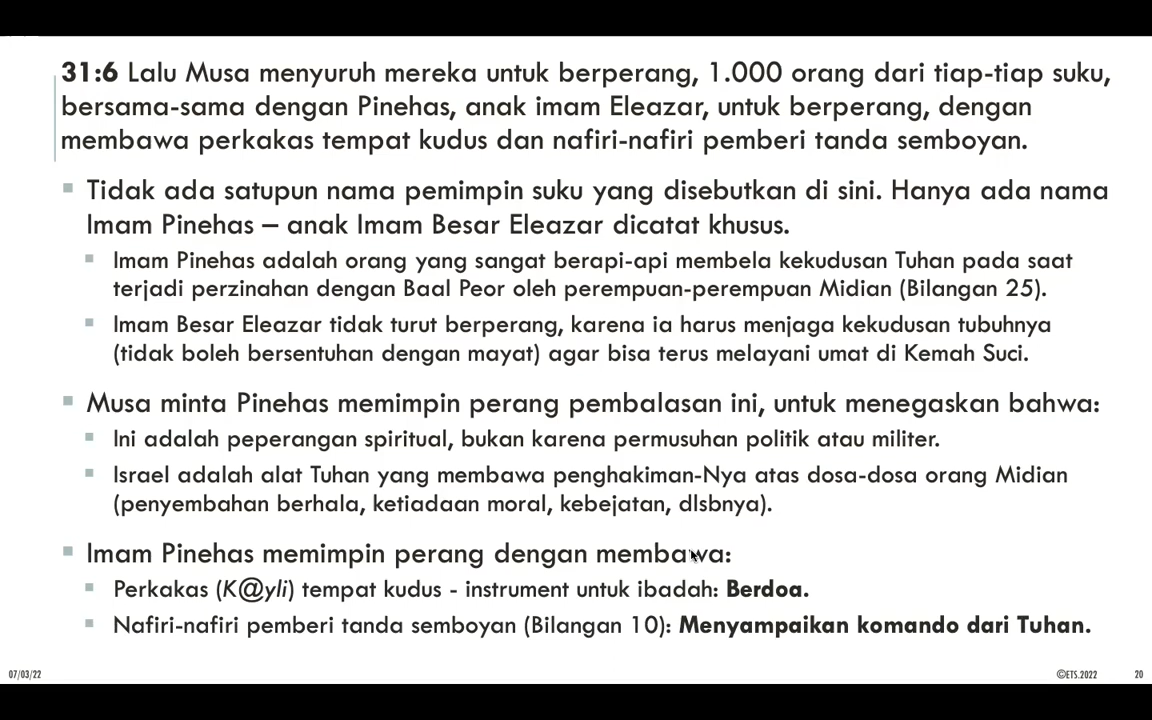 31:6 Lalu Musa menyuruh mereka untuk berperang, 1.000 orang dari tiap-tiap suku,
bersama-sama dengan Pinehas, anak imam Eleazar, untuk berperang, dengan
membawa perkakas tempat kudus dan nafiri-nafiri pemberi tanda semboyan.
Tidak ada satupun nama pemimpin suku yang disebutkan di sini. Hanya ada nama
Imam Pinehas – anak Imam Besar Eleazar dicatat khusus.
Imam Pinehas adalah orang yang sangat berapi-api membela kekudusan Tuhan pada saat
terjadi perzinahan dengan Baal Peor oleh perempuan-perempuan Midian (Bilangan 25).
Imam Besar Eleazar tidak turut berperang, karena ia harus menjaga kekudusan tubuhnya
(tidak boleh bersentuhan dengan mayat) agar bisa terus melayani umat di Kemah Suci.
Musa minta Pinehas memimpin perang pembalasan ini, untuk menegaskan bahwa:
Ini adalah peperangan spiritual, bukan karena permusuhan politik atau militer.
Israel adalah alat Tuhan yang membawa penghakiman-Nya atas dosa-dosa orang Midian
(penyembahan berhala, ketiadaan moral, kebejatan, dlsbnya).
Imam Pinehas memimpin perang dengan membawa:
Perkakas (K@yli) tempat kudus - instrument untuk ibadah: Berdoa.
Nafiri-nafiri pemberi tanda semboyan (Bilangan 10): Menyampaikan komando dari Tuhan.
07/03/22
©ETS.2022
20